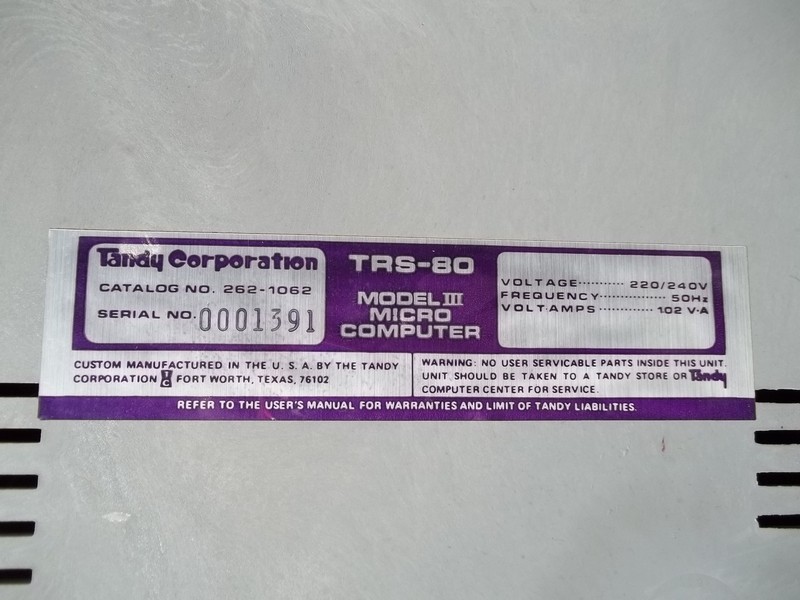 Tandy Corporation
CATALOG NO. 262-1062
SERIAL NO. 0001391
TRS-80
MODEL III
MICRO
COMPUTER
VOLTAGE.......... 220/240V
FREQUENCY.............. 50Hz
VOLT·AMPS............. 102 V·A
CUSTOM MANUFACTURED IN THE U. S. A. BY THE TANDY
CORPORATION TC FORT WORTH, TEXAS, 76102
WARNING: NO USER SERVICABLE PARTS INSIDE THIS UNIT.
UNIT SHOULD BE TAKEN TO A TANDY STORE OR Tandy
COMPUTER CENTER FOR SERVICE.
REFER TO THE USER'S MANUAL FOR WARRANTIES AND LIMIT OF TANDY LIABILITIES.